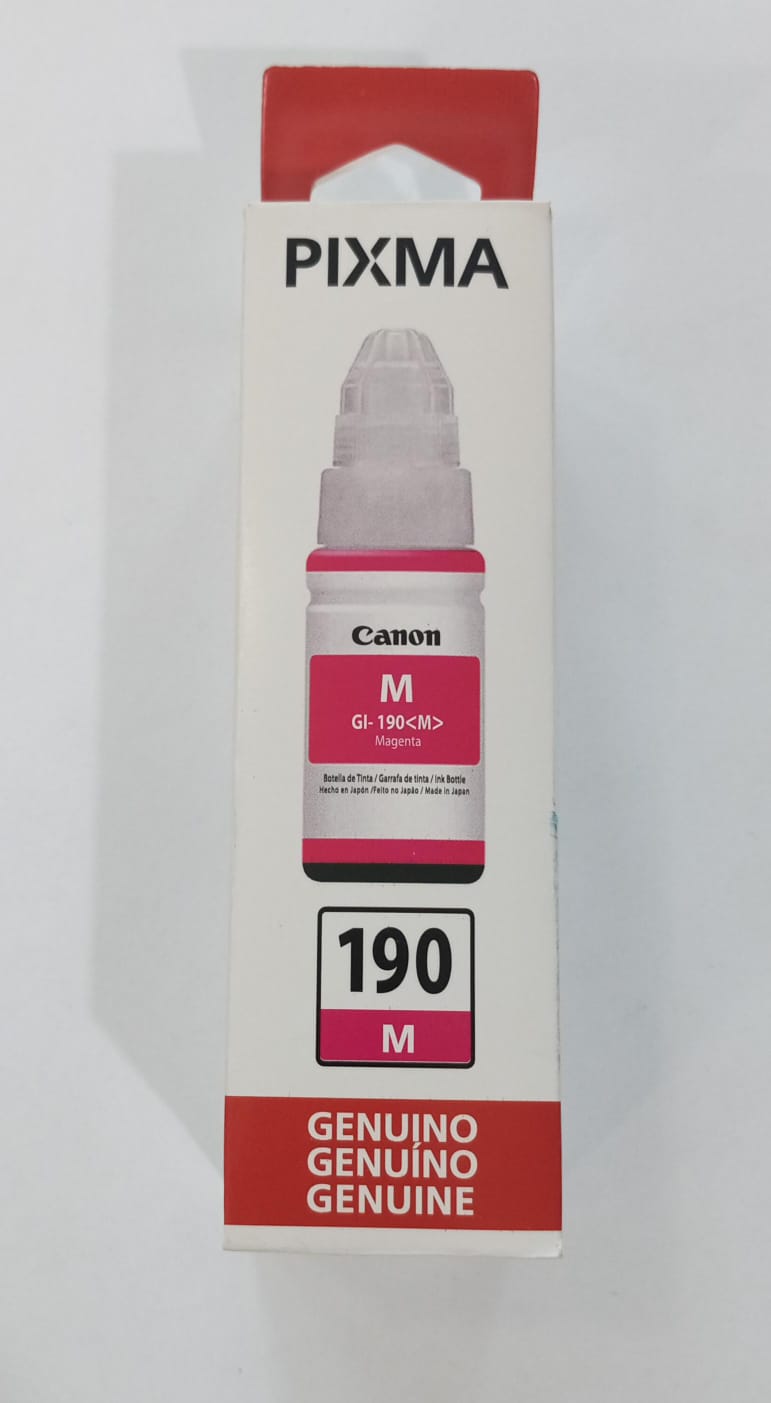 PIXMA
Canon
M
GI- 190<M>
Magenta
Botella de Tinta / Garrafa de tinta / Ink Bottle
Hecho en Japón /Feito no Japão / Made in Japan
190
M
GENUINO
GENUÍNO
GENUINE